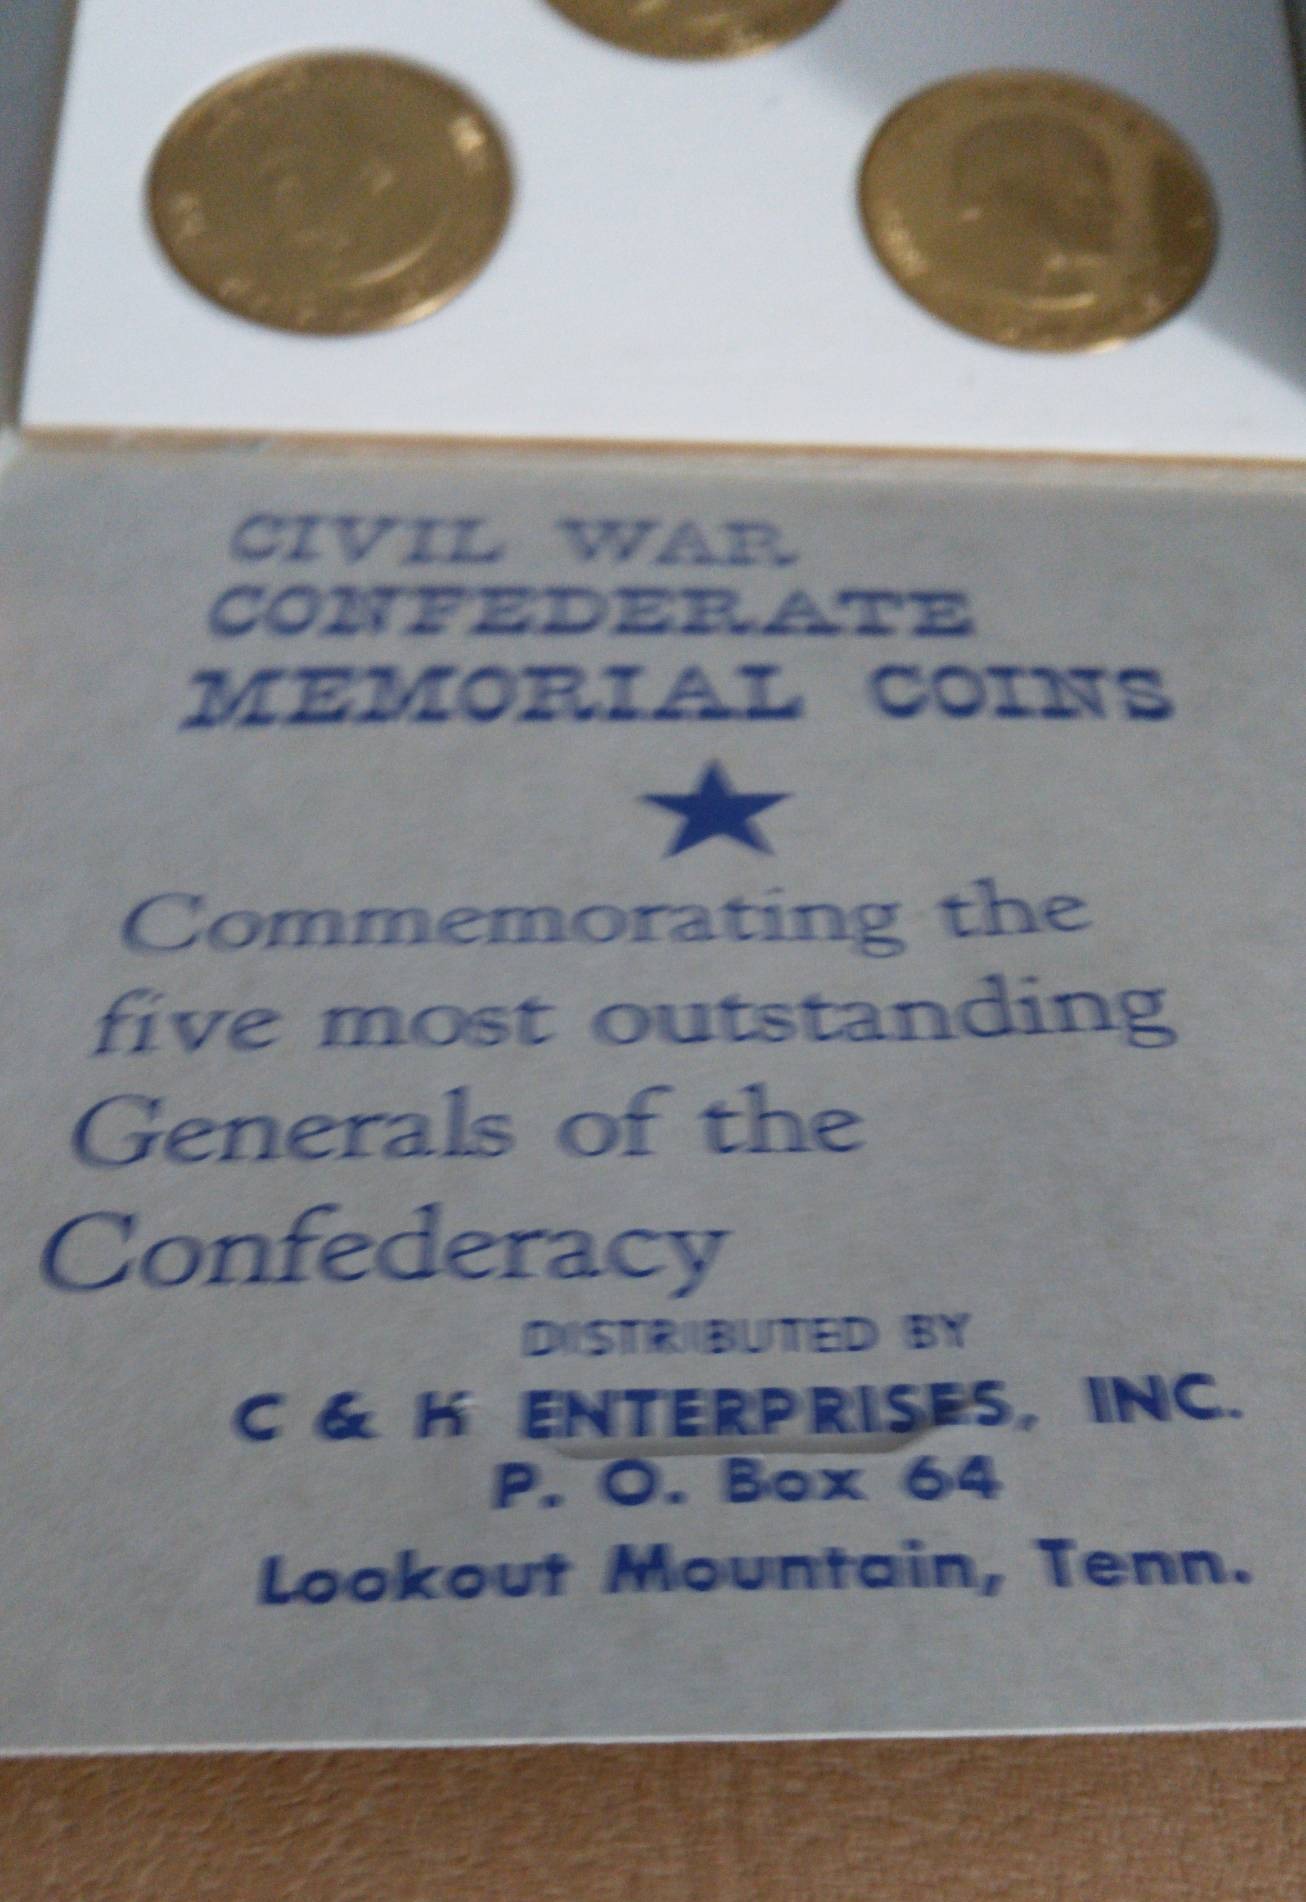 CIVIL WAR
CONFEDERATE
MEMORIAL COINS
Commemorating the
five most outstanding
Generals of the
Confederacy
DISTRIBUTED BY
C & H ENTERPRISES, INC.
P. O. Box 64
Lookout Mountain, Tenn.